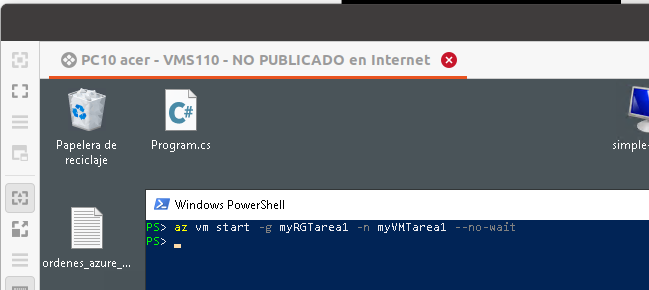 PC10 acer - VMS110 - NO PUBLICADO en Internet
Papelera de
reciclaje
Program.cs
simple-
Windows PowerShell
PS> az vm start -g myRGTarea1 -n myVMTarea1 --no-wait
PS>
ordenes_azure_...